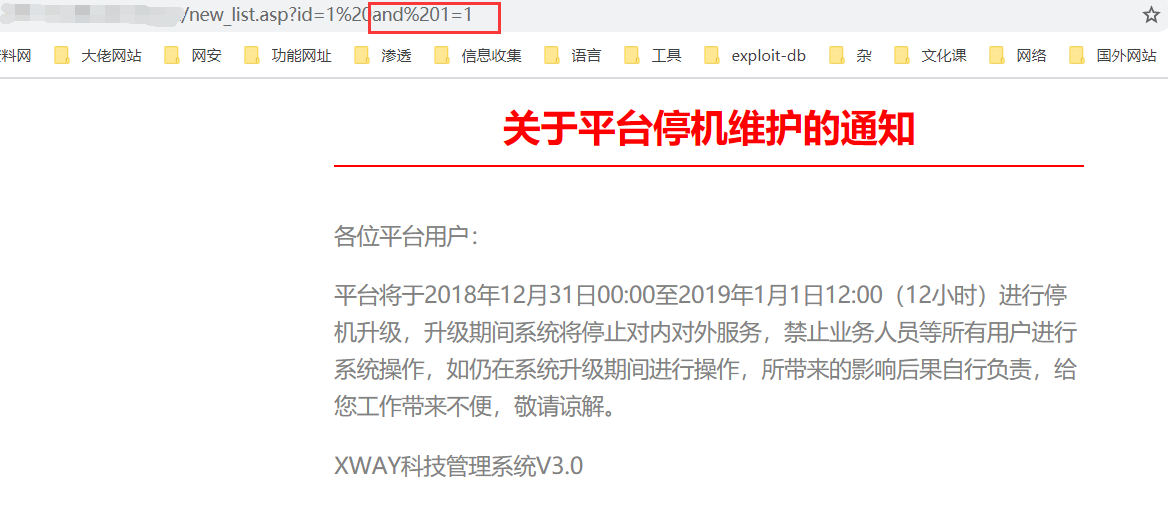 /new_list.asp?id=1%20and%201=1
资料网 大佬网站 网安 功能网址 渗透 信息收集 语言 工具 exploit-db 杂 文化课 网络 国外网站
关于平台停机维护的通知
各位平台用户：
平台将于2018年12月31日00:00至2019年1月1日12:00（12小时）进行停
机升级，升级期间系统将停止对内对外服务，禁止业务人员等所有用户进行
系统操作，如仍在系统升级期间进行操作，所带来的影响后果自行负责，给
您工作带来不便，敬请谅解。
XWAY科技管理系统V3.0